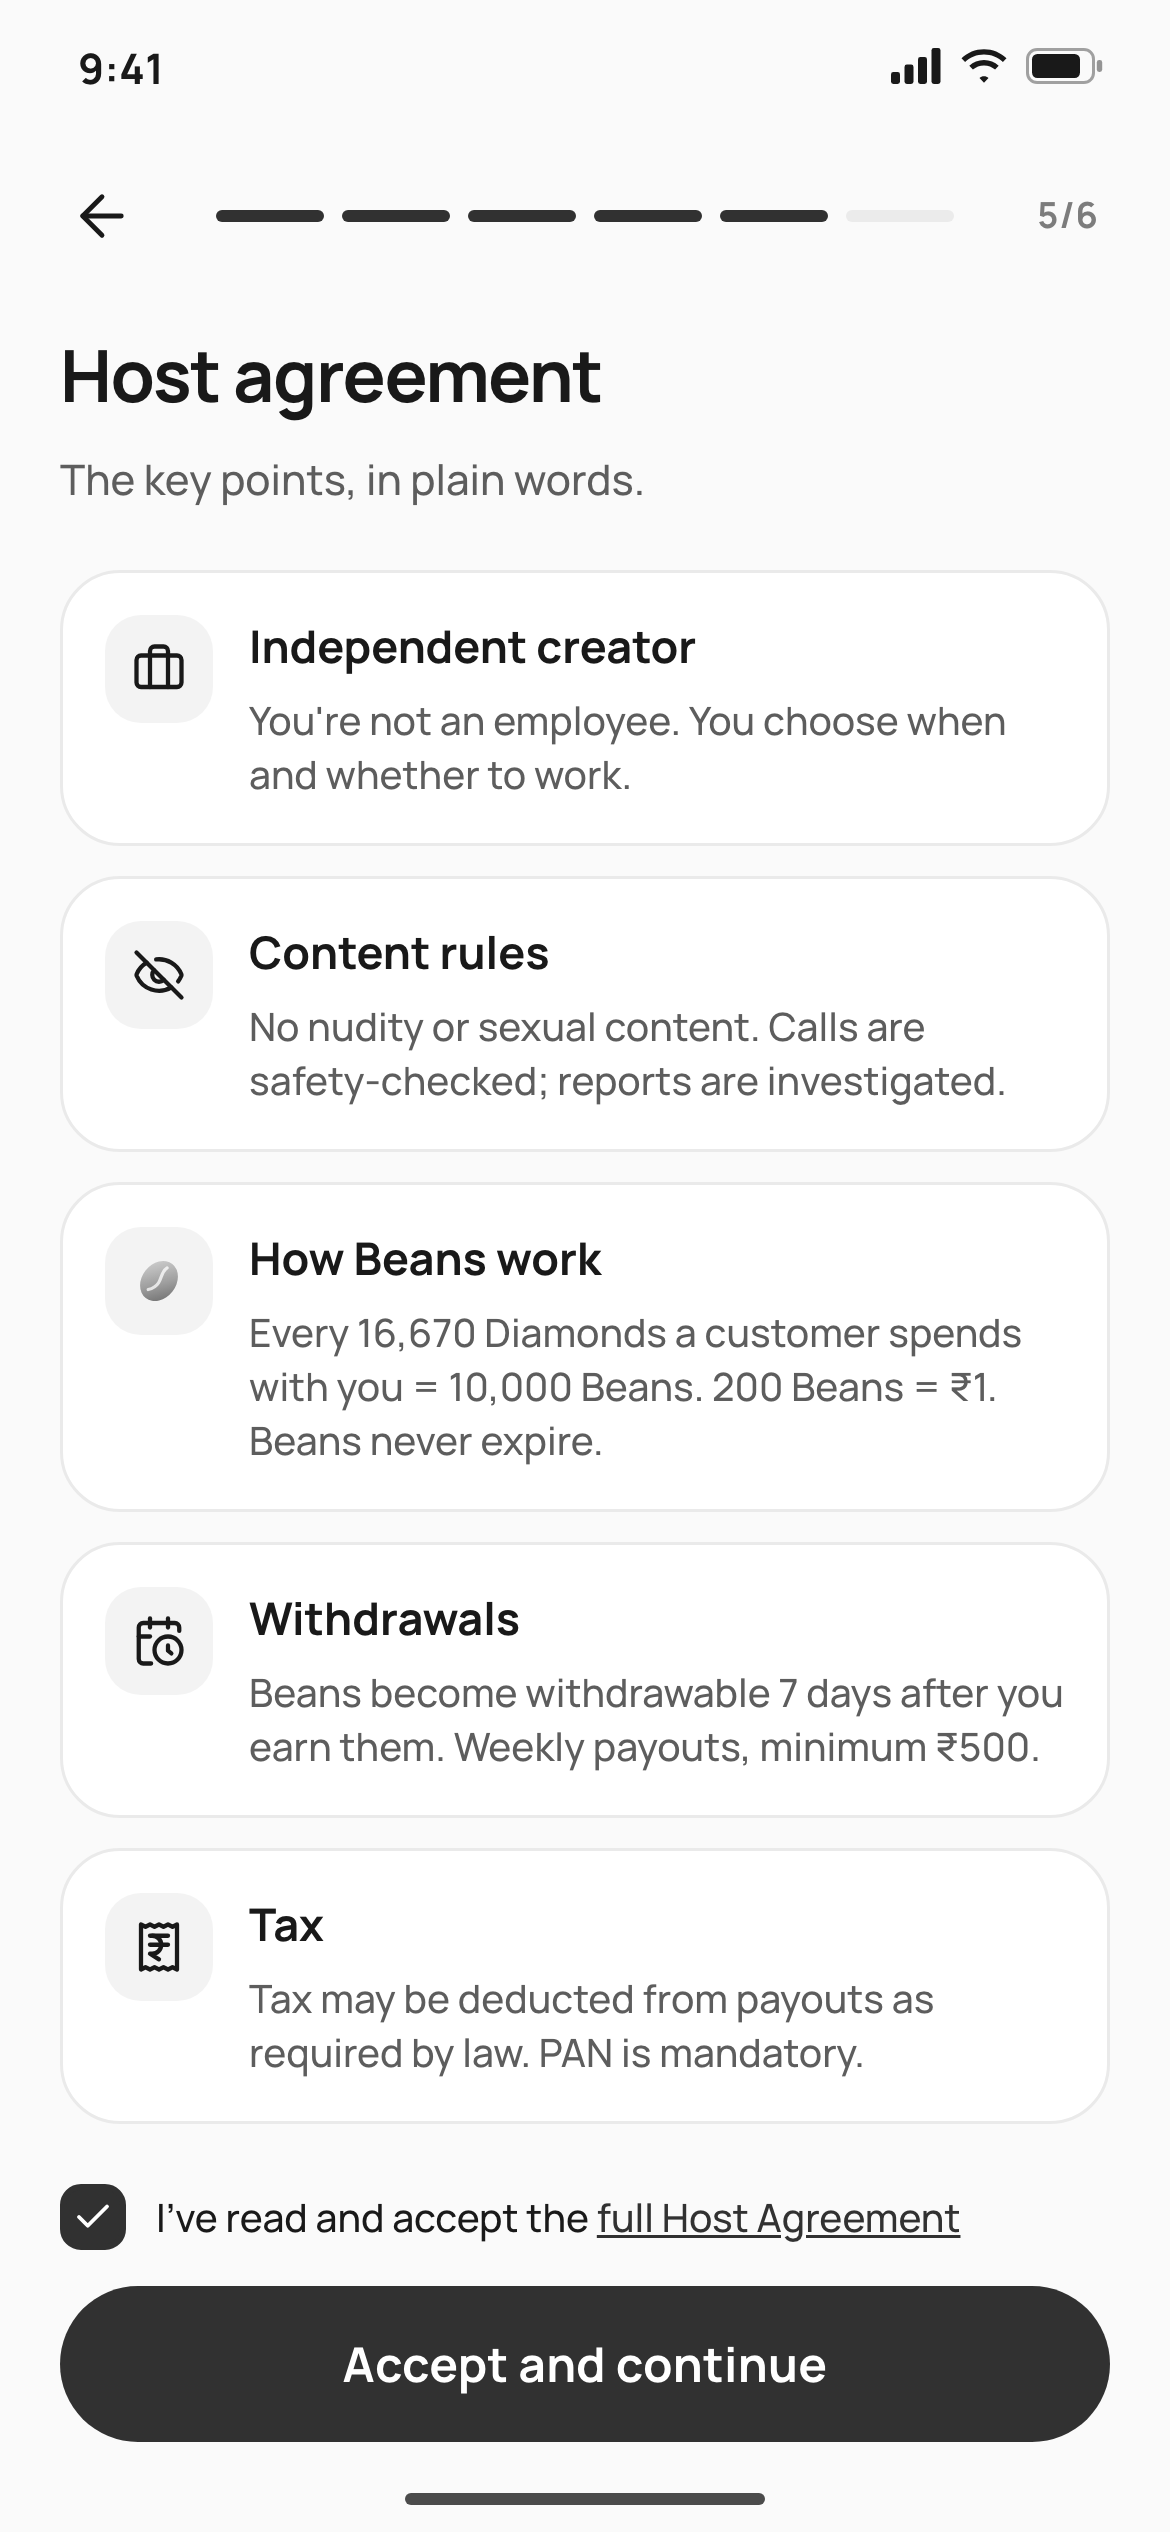 9:41
5/6
Host agreement
The key points, in plain words.
Independent creator
You're not an employee. You choose when
and whether to work.
Content rules
No nudity or sexual content. Calls are
safety-checked; reports are investigated.
How Beans work
Every 16,670 Diamonds a customer spends
with you = 10,000 Beans. 200 Beans = ₹1.
Beans never expire.
Withdrawals
Beans become withdrawable 7 days after you
earn them. Weekly payouts, minimum ₹500.
Tax
Tax may be deducted from payouts as
required by law. PAN is mandatory.
I've read and accept the full Host Agreement
Accept and continue